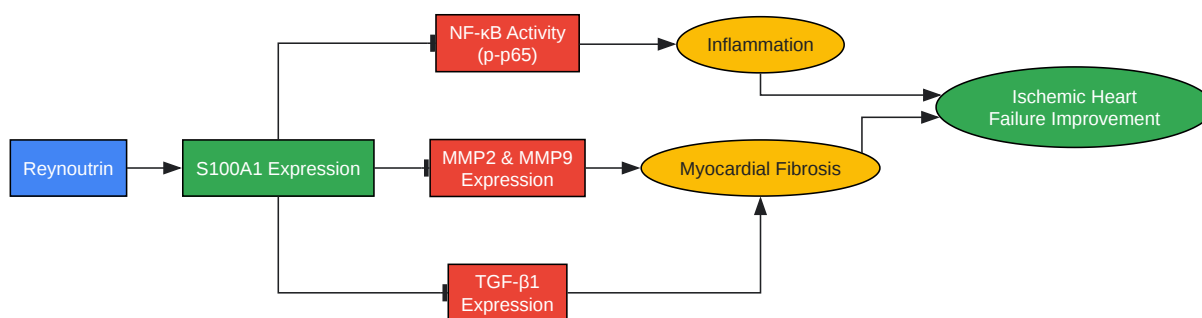 NF-κB Activity
(p-p65)
Inflammation
Ischemic Heart
Failure Improvement
Reynoutrin
S100A1 Expression
MMP2 & MMP9
Expression
Myocardial Fibrosis
TGF-β1
Expression